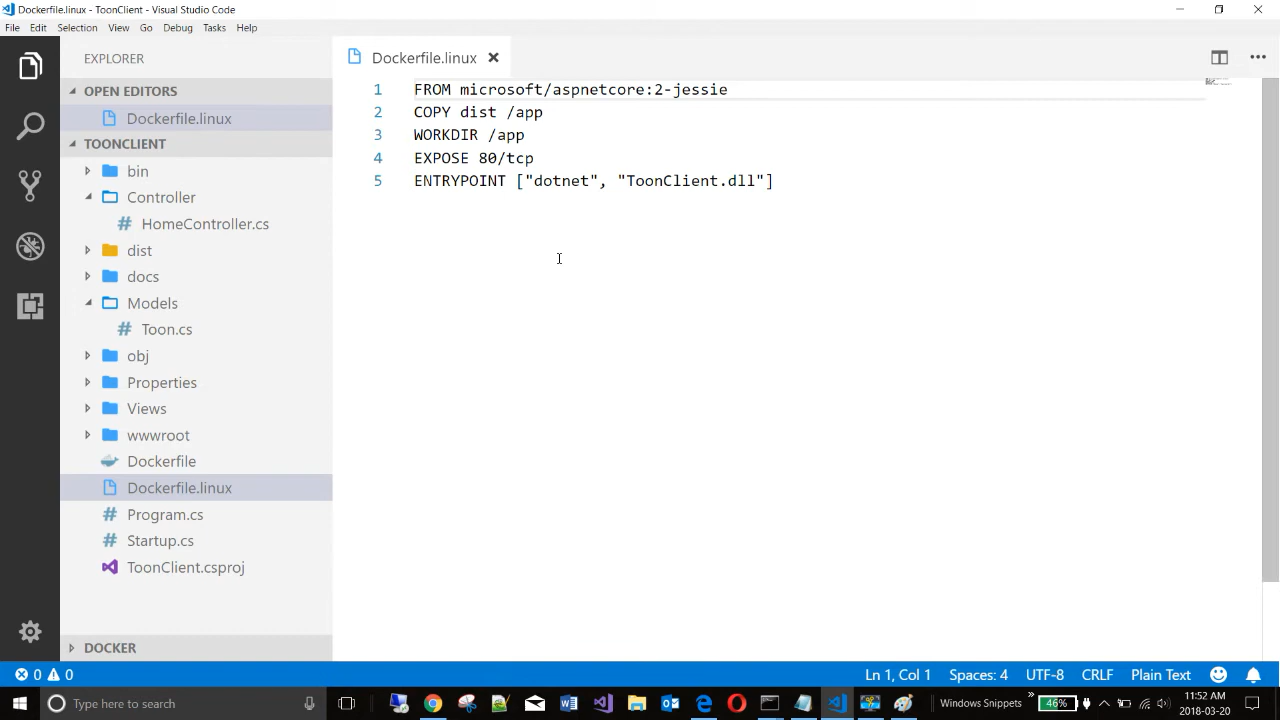 Dockerfile.linux - ToonClient - Visual Studio Code
File Edit Selection View Go Debug Tasks Help
EXPLORER
OPEN EDITORS
Dockerfile.linux
TOONCLIENT
bin
Controller
HomeController.cs
dist
docs
Models
Toon.cs
obj
Properties
Views
wwwroot
Dockerfile
Dockerfile.linux
Program.cs
Startup.cs
ToonClient.csproj
DOCKER
Dockerfile.linux
1 FROM microsoft/aspnetcore:2-jessie
2 COPY dist /app
3 WORKDIR /app
4 EXPOSE 80/tcp
5 ENTRYPOINT ["dotnet", "ToonClient.dll"]
0 0 Ln 1, Col 1 Spaces: 4 UTF-8 CRLF Plain Text
Type here to search
Windows Snippets
46%
11:52 AM
2018-03-20